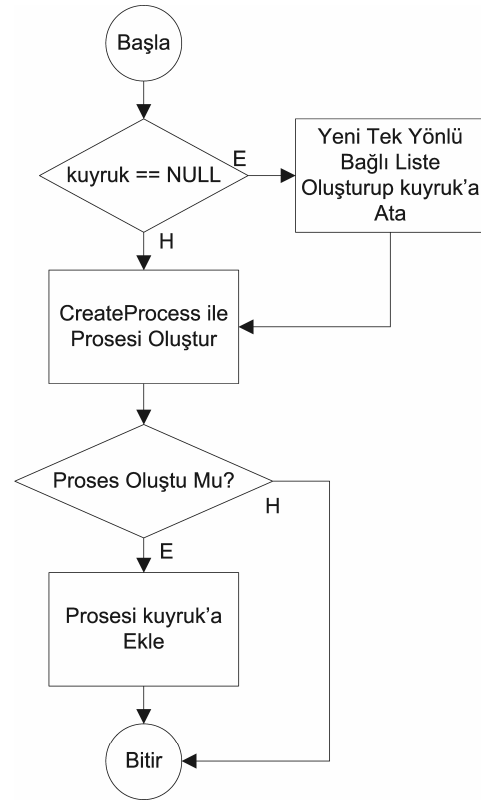 Başla
kuyruk == NULL
E
Yeni Tek Yönlü
Bağlı Liste
Oluşturup kuyruk’a
Ata
H
CreateProcess ile
Prosesi Oluştur
Proses Oluştu Mu?
H
E
Prosesi kuyruk’a
Ekle
Bitir